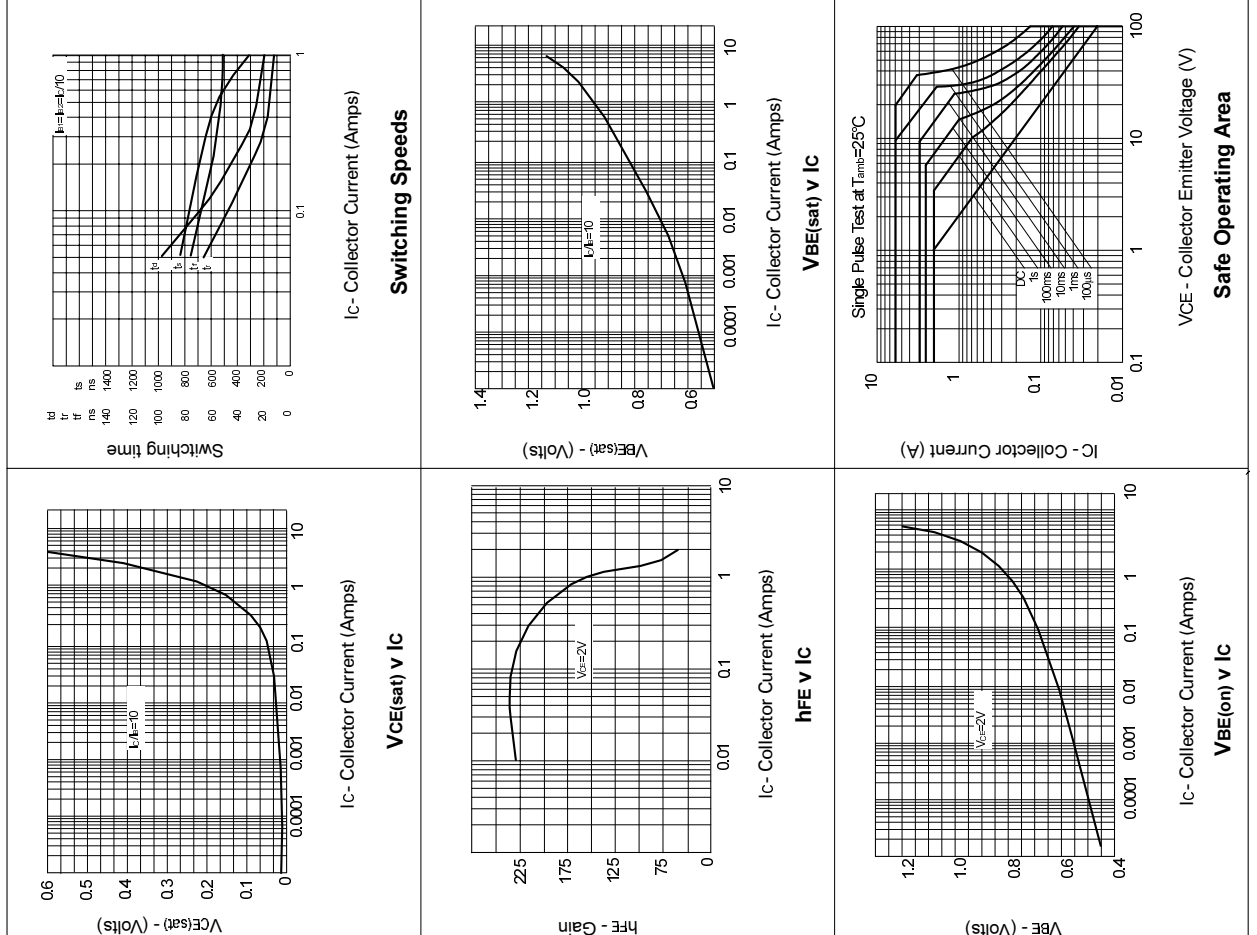 VCE(sat) - (Volts)
0.6
0.5
0.4
0.3
0.2
0.1
0
IC/IB=10
0.0001
0.001
0.01
0.1
1
10
IC - Collector Current (Amps)
VCE(sat) v IC
Switching time
td
tr
tf
ns
140
120
100
80
60
40
20
0
ts
ns
1400
1200
1000
800
600
400
200
0
IB1=IB2=IC/10
td
ts
tf
tr
0.1
1
IC - Collector Current (Amps)
Switching Speeds
hFE - Gain
225
175
125
75
0
VCE=2V
0.01
0.1
1
10
IC - Collector Current (Amps)
hFE v IC
VBE(sat) - (Volts)
1.4
1.2
1.0
0.8
0.6
IC/IB=10
0.0001
0.001
0.01
0.1
1
10
IC - Collector Current (Amps)
VBE(sat) v IC
VBE - (Volts)
1.2
1.0
0.8
0.6
0.4
VCE=2V
0.0001
0.001
0.01
0.1
1
10
IC - Collector Current (Amps)
VBE(on) v IC
Single Pulse Test at Tamb=25°C
IC - Collector Current (A)
10
1
0.1
0.01
DC
1s
100ms
10ms
1ms
100µs
0.1
1
10
100
VCE - Collector Emitter Voltage (V)
Safe Operating Area